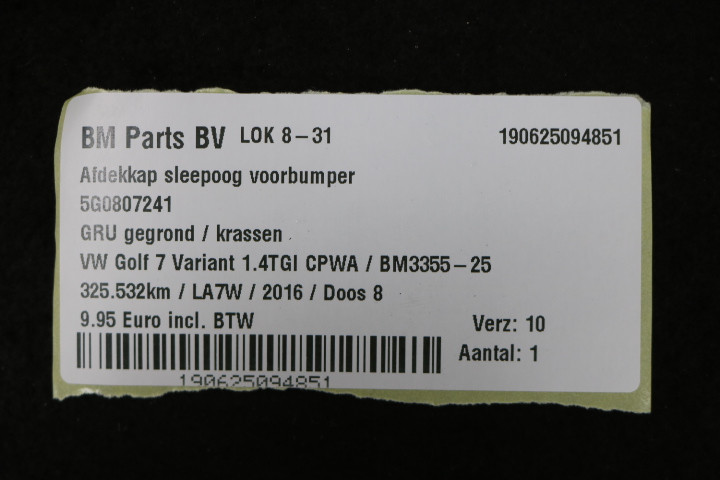 BM Parts BV LOK 8-31 190625094851
Afdekkap sleepoog voorbumper
5G0807241
GRU gegrond / krassen
VW Golf 7 Variant 1.4TGI CPWA / BM3355-25
325.532km / LA7W / 2016 / Doos 8
9.95 Euro incl. BTW Verz: 10
Aantal: 1
190625094851